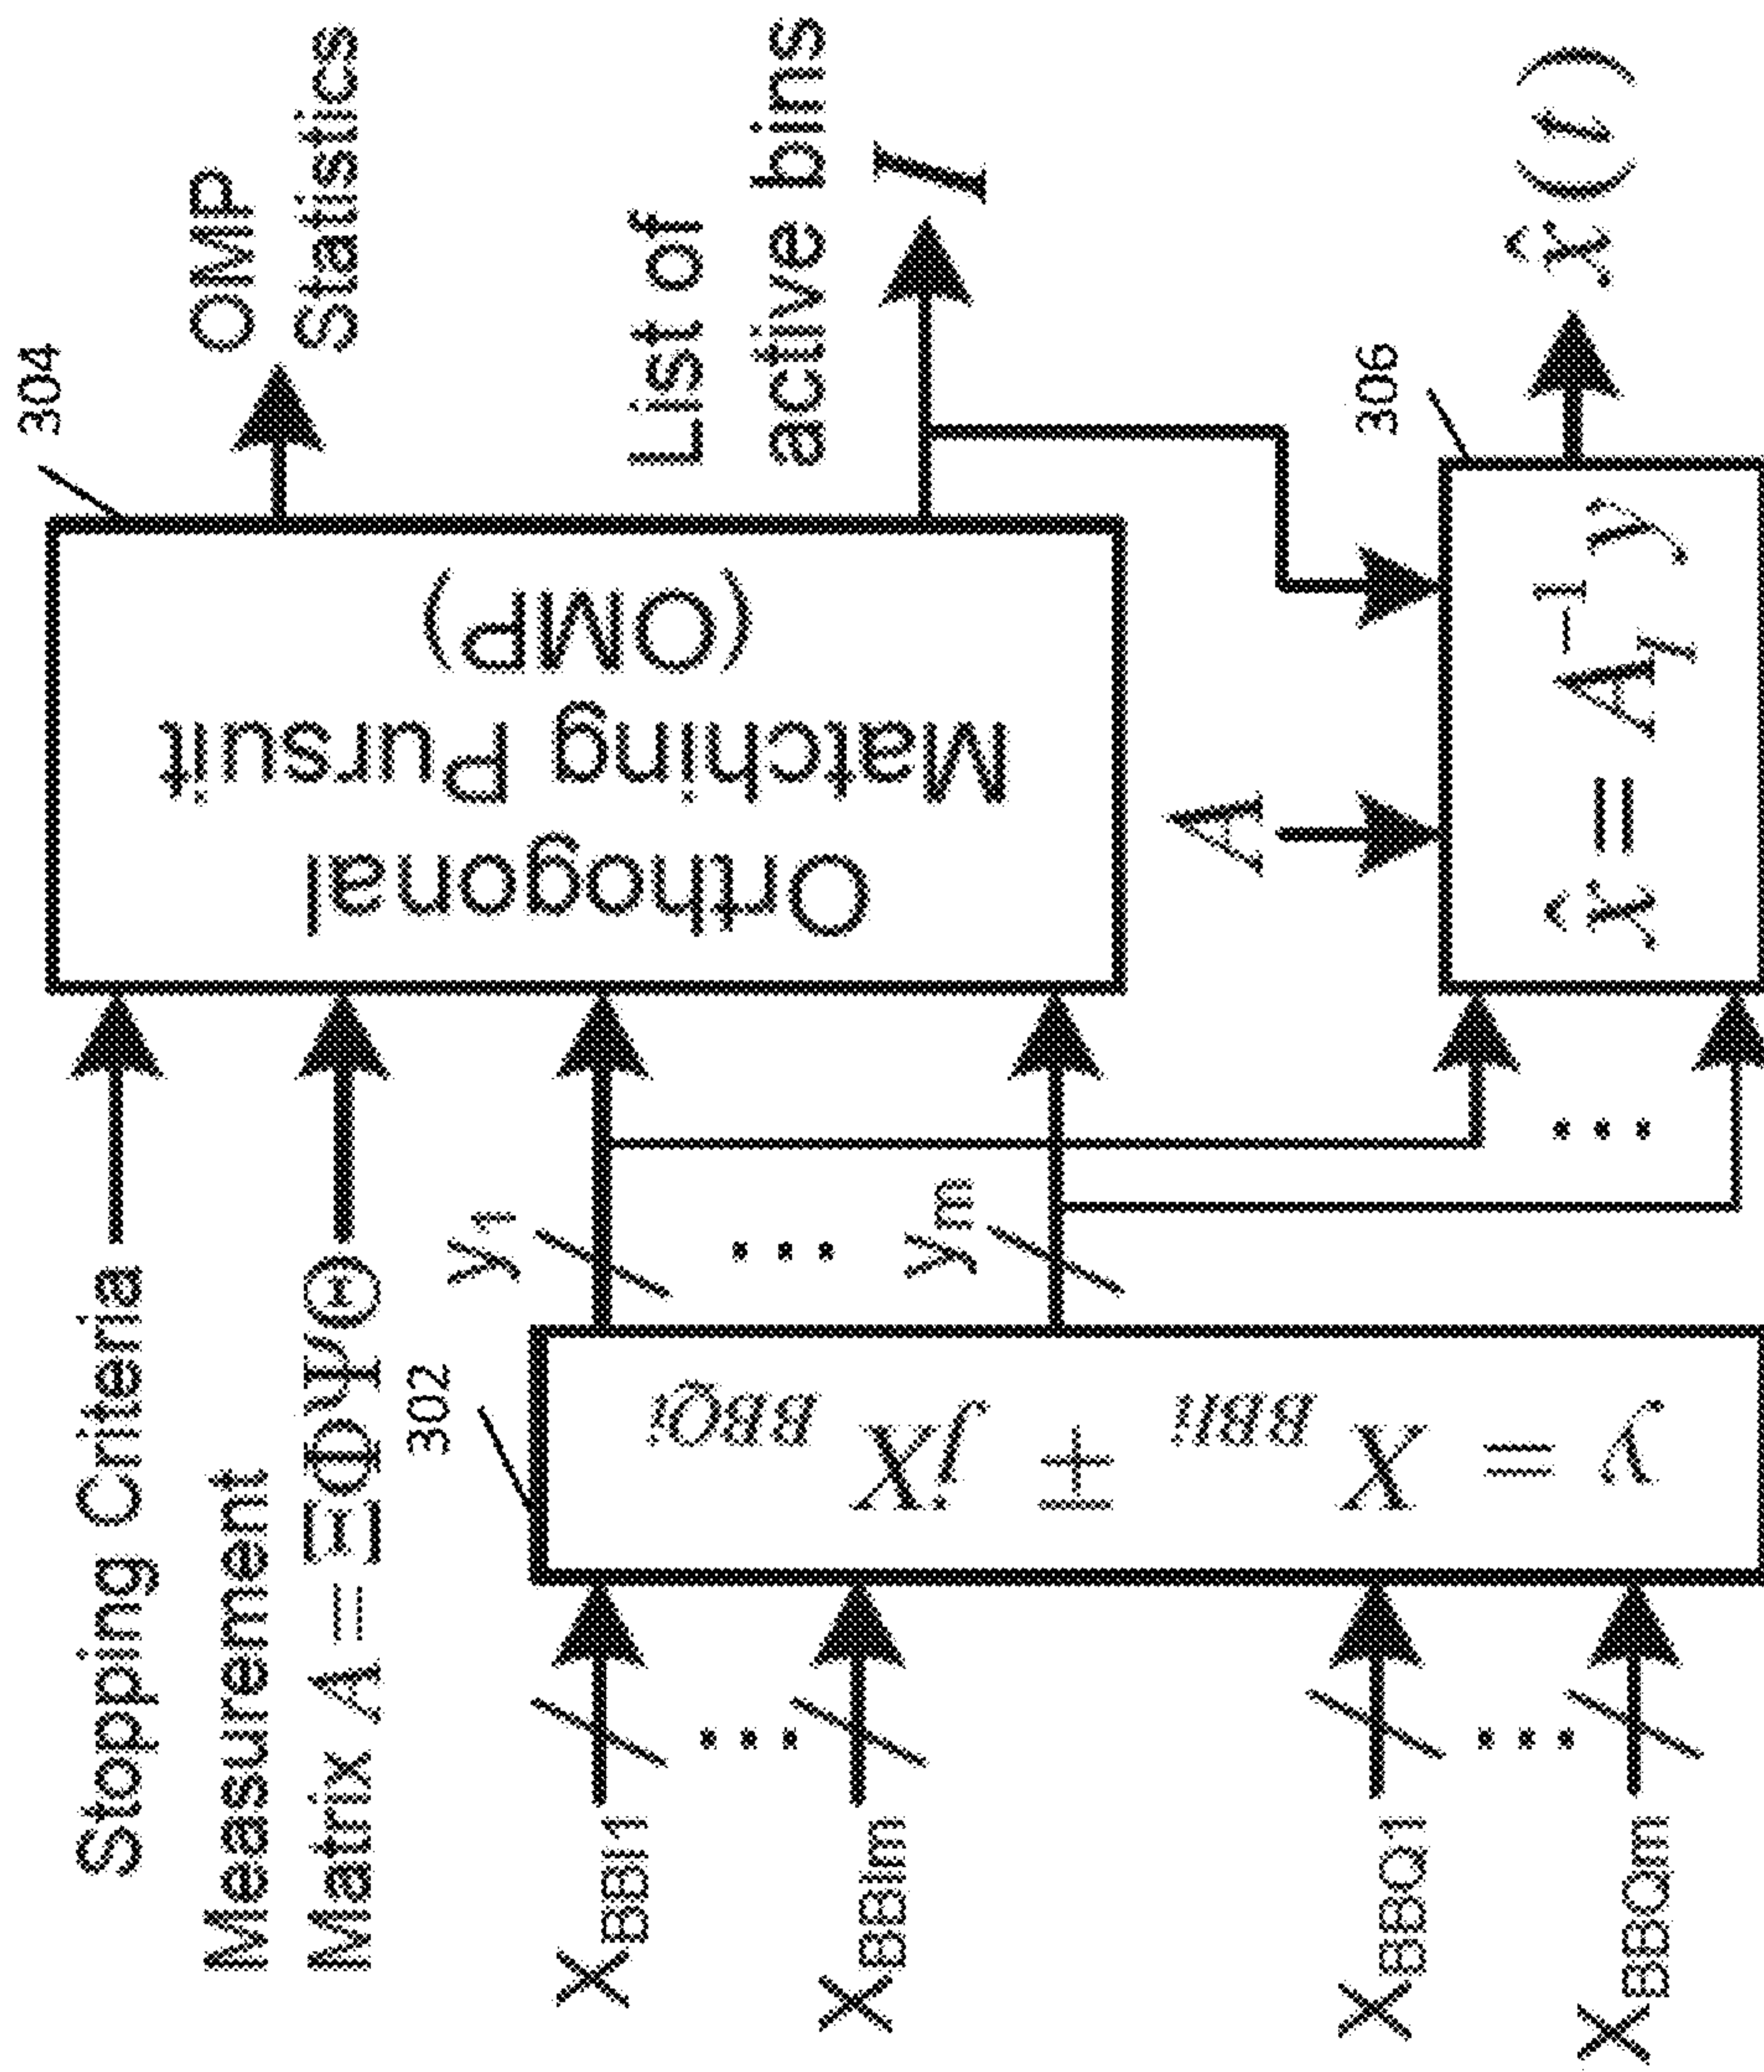 Stopping Criteria
Measurement
Matrix A = ΞΦΨΘ
304
OMP
Statistics
Orthogonal
Matching Pursuit
(OMP)
List of
active bins
I
302
X_BBI1
...
X_BBIm
X_BBQ1
...
X_BBQm
y = X_BBIi ± jX_BBQi
y_1
...
y_m
...
A
306
x̂ = A_I^-1 y
x̂(t)